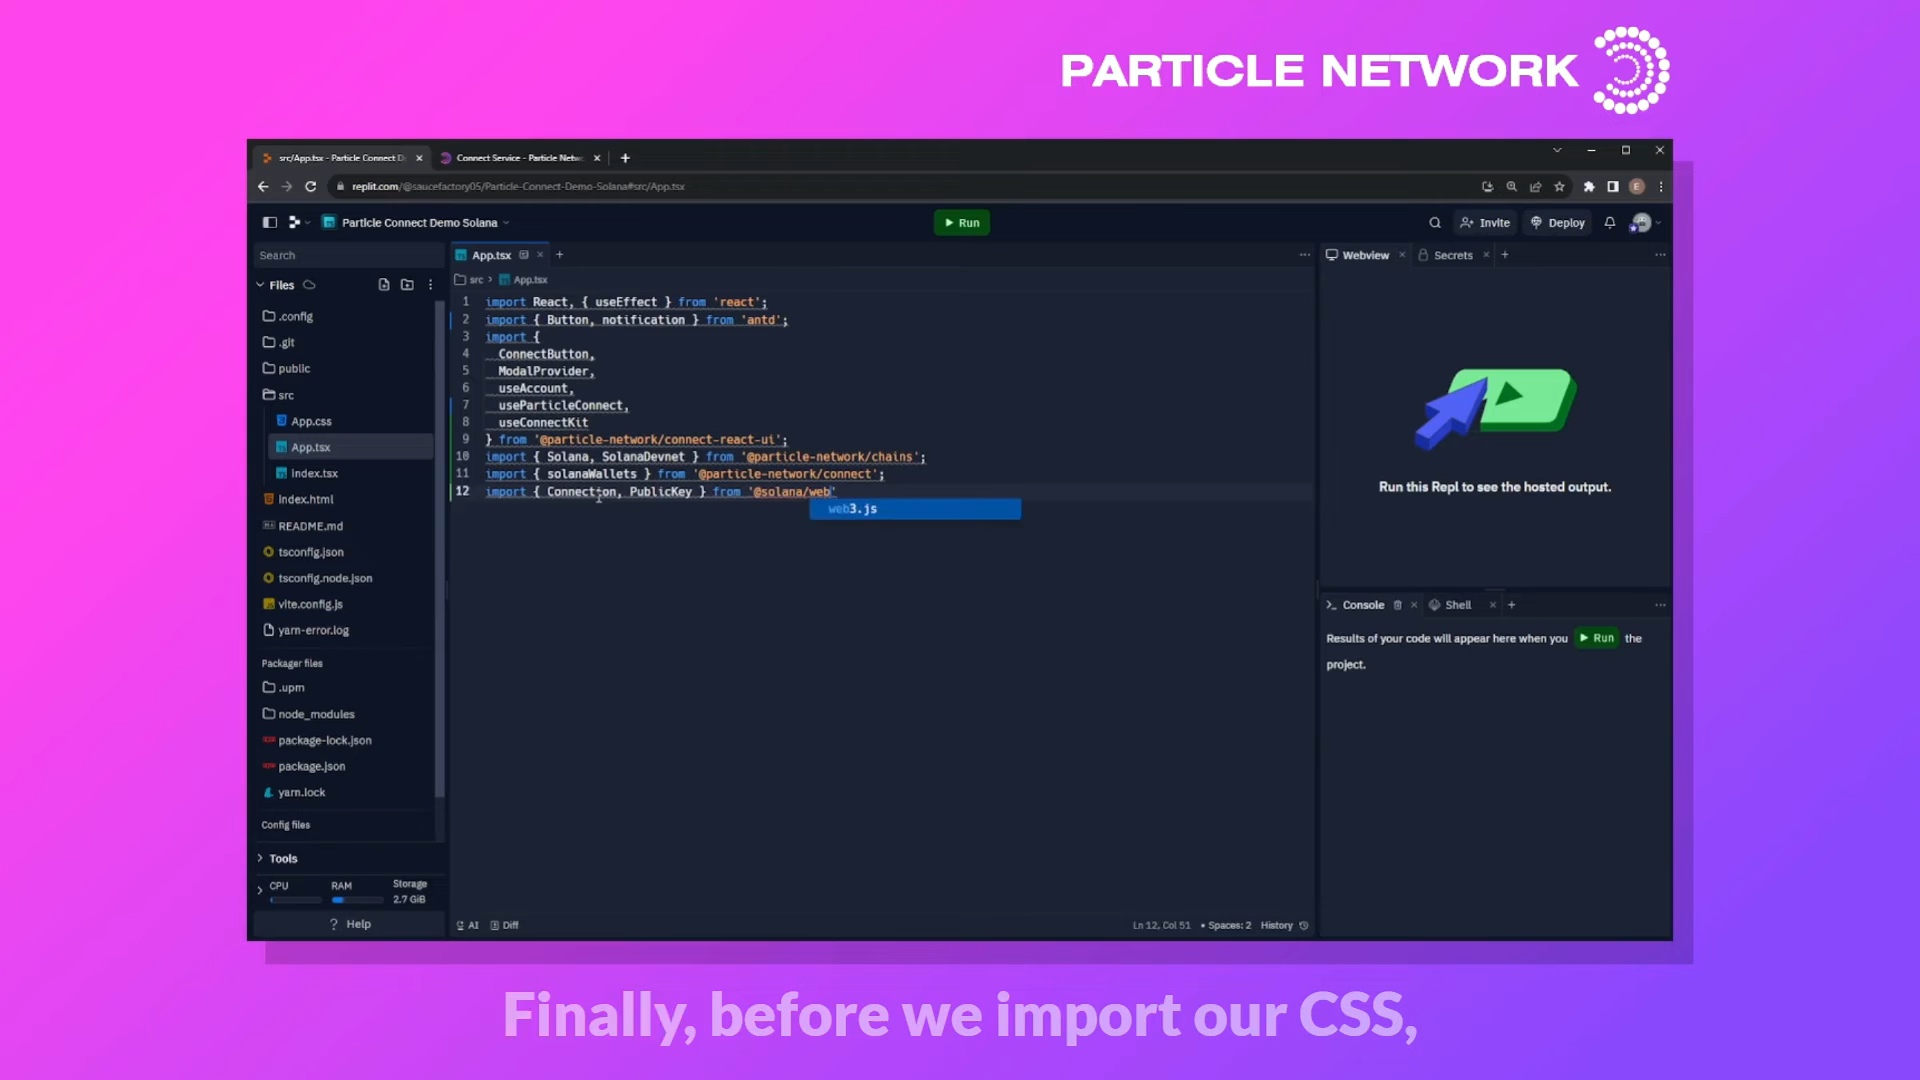 PARTICLE NETWORK
src/App.tsx - Particle Connect D
Connect Service - Particle Netw
replit.com/@saucefactory05/Particle-Connect-Demo-Solana#src/App.tsx
E
Particle Connect Demo Solana
Run
Invite
Deploy
Search
App.tsx
Webview
Secrets
Files
src > App.tsx
.config
.git
public
src
App.css
App.tsx
index.tsx
index.html
README.md
tsconfig.json
tsconfig.node.json
vite.config.js
yarn-error.log
Packager files
.upm
node_modules
package-lock.json
package.json
yarn.lock
Config files
Tools
CPU
RAM
Storage
2.7 GiB
? Help
1 import React, { useEffect } from 'react';
2 import { Button, notification } from 'antd';
3 import {
4 ConnectButton,
5 ModalProvider,
6 useAccount,
7 useParticleConnect,
8 useConnectKit
9 } from '@particle-network/connect-react-ui';
10 import { Solana, SolanaDevnet } from '@particle-network/chains';
11 import { solanaWallets } from '@particle-network/connect';
12 import { Connection, PublicKey } from '@solana/web'
web3.js
AI
Diff
Ln 12, Col 51
• Spaces: 2
History
Run this Repl to see the hosted output.
Console
Shell
Results of your code will appear here when you Run the
project.
Finally, before we import our CSS,